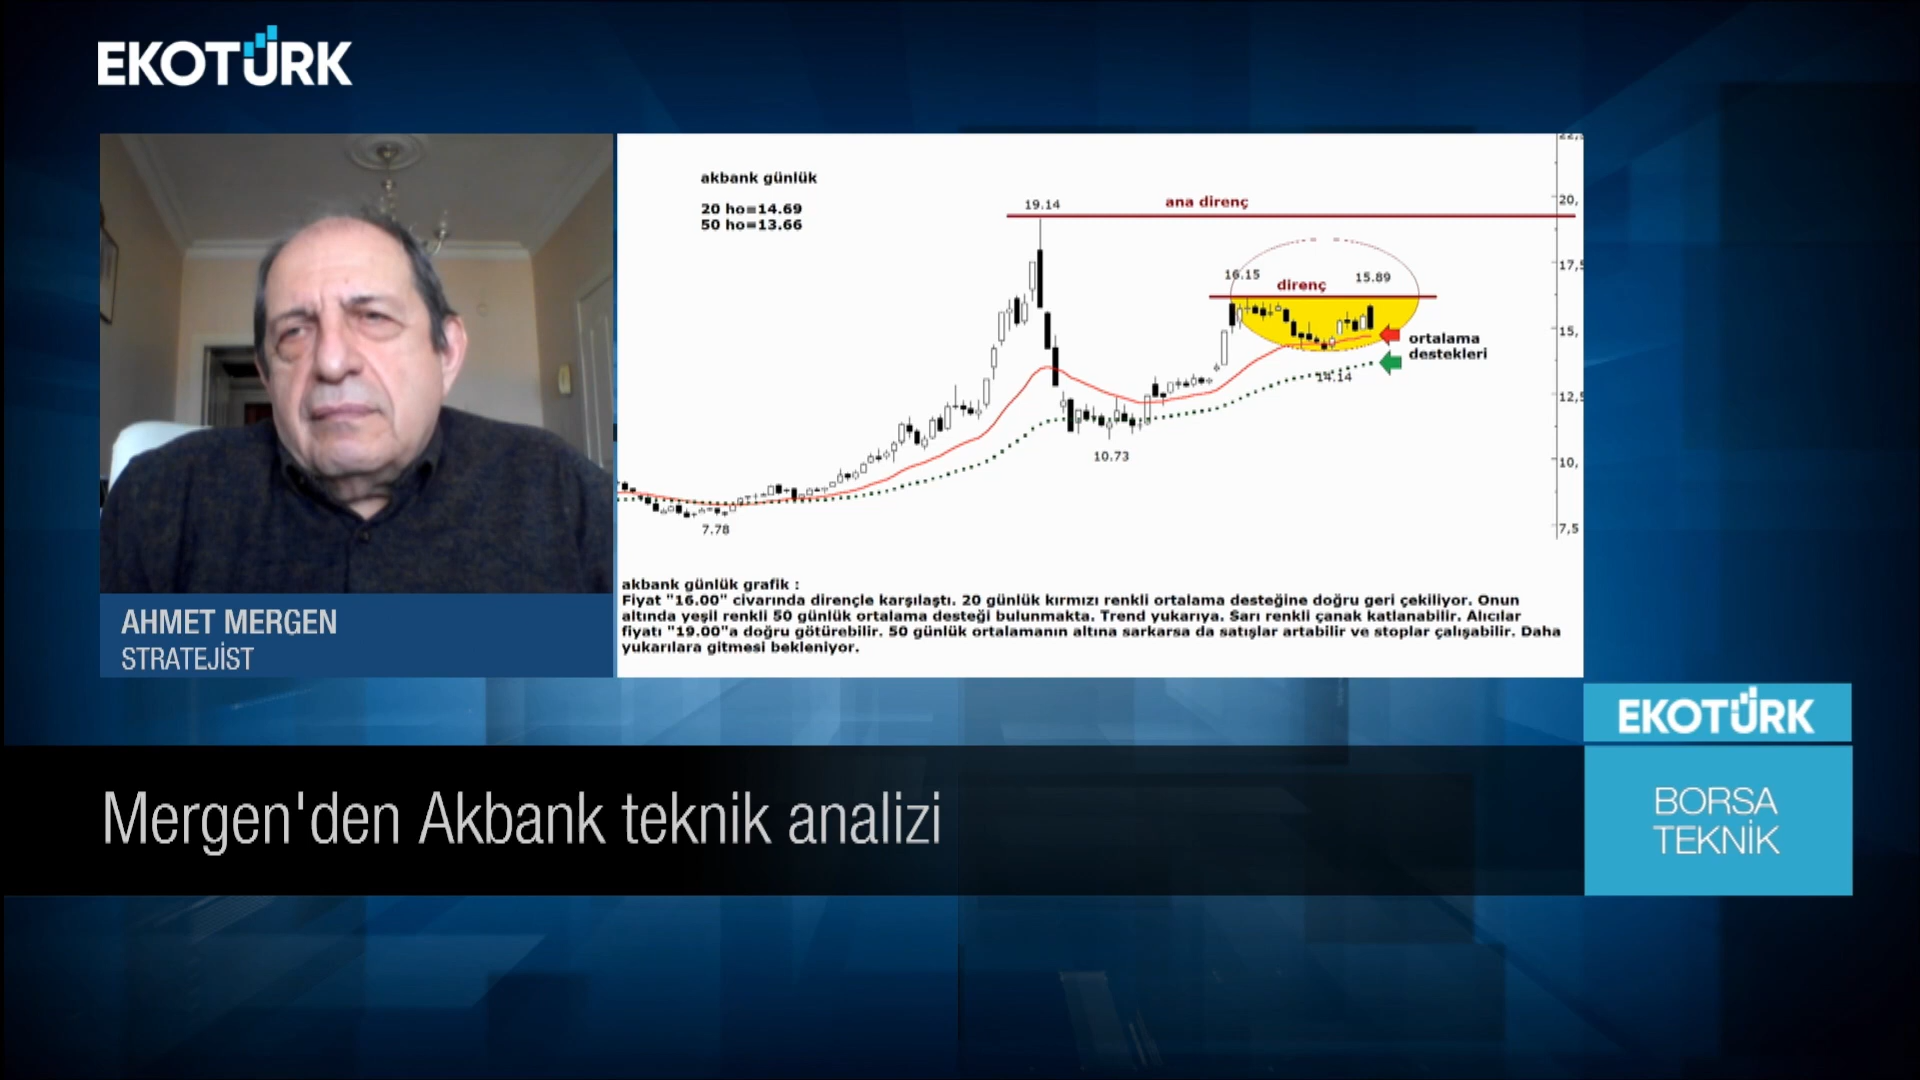 EKOTÜRK
akbank günlük
20 ho=14.69
50 ho=13.66
19.14
ana direnç
16.15
direnç
15.89
ortalama
destekleri
14.14
10.73
7.78
20,
17,5
15,
12,5
10,
7,5
akbank günlük grafik :
Fiyat "16.00" civarında dirençle karşılaştı. 20 günlük kırmızı renkli ortalama desteğine doğru geri çekiliyor. Onun
altında yeşil renkli 50 günlük ortalama desteği bulunmakta. Trend yukarıya. Sarı renkli çanak katlanabilir. Alıcılar
fiyatı "19.00"a doğru götürebilir. 50 günlük ortalamanın altına sarkarsa da satışlar artabilir ve stoplar çalışabilir. Daha
yukarılara gitmesi bekleniyor.
AHMET MERGEN
STRATEJİST
EKOTÜRK
Mergen'den Akbank teknik analizi
BORSA
TEKNİK